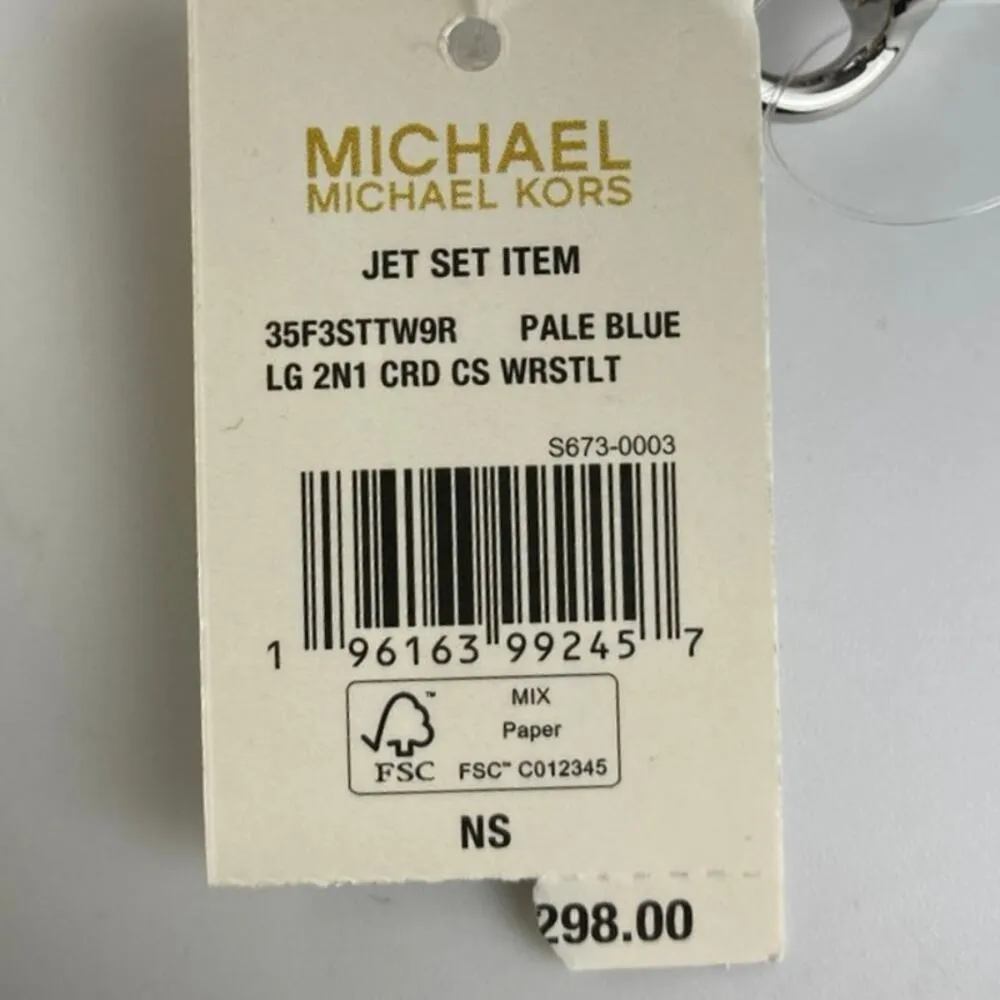 MICHAEL
MICHAEL KORS
JET SET ITEM
35F3STTW9R PALE BLUE
LG 2N1 CRD CS WRSTLT
S673-0003
1 96163 99245 7
FSC™
MIX
Paper
FSC™ C012345
NS
298.00